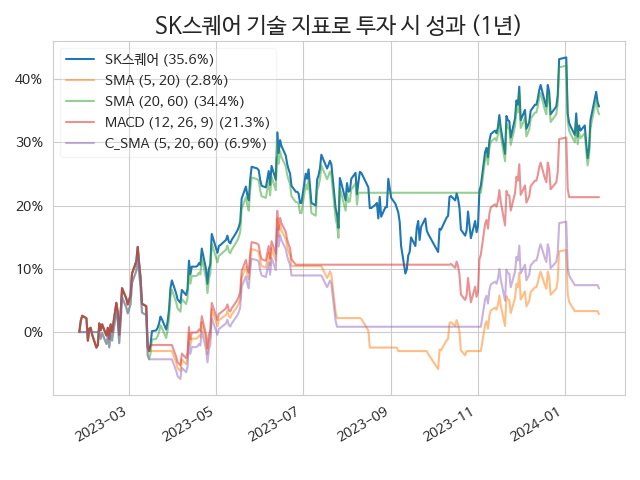 SK스퀘어 기술 지표로 투자 시 성과 (1년)
SK스퀘어 (35.6%)
SMA (5, 20) (2.8%)
SMA (20, 60) (34.4%)
MACD (12, 26, 9) (21.3%)
C_SMA (5, 20, 60) (6.9%)
40%
30%
20%
10%
0%
2023−03
2023−05
2023−07
2023−09
2023−11
2024−01